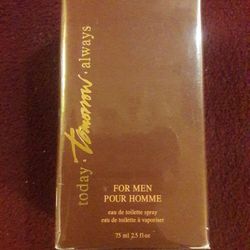 today · tomorrow · always
FOR MEN
POUR HOMME
eau de toilette spray
eau de toilette à vaporiser
75 ml 2.5 fl oz